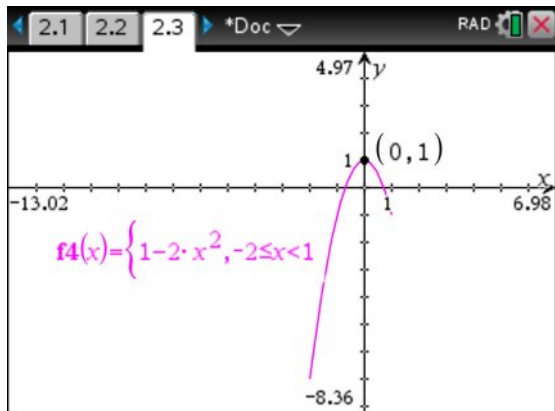 2.1 2.2 2.3 *Doc RAD
4.97 y
1 (0,1)
x
-13.02 1 6.98
f4(x)={1-2·x²,-2≤x<1
-8.36